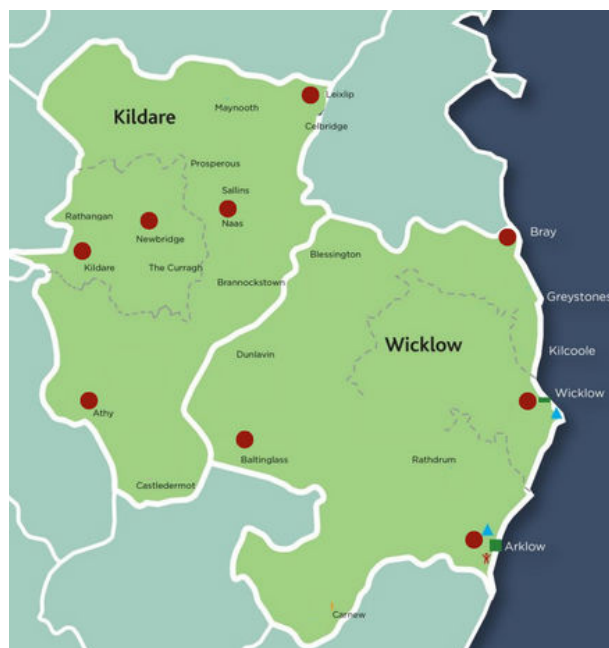 Leixlip
Maynooth
Kildare
Celbridge
Prosperous
Sallins
Rathangan
Naas
Newbridge
Bray
Blessington
Kildare
The Curragh
Brannockstown
Greystones
Wicklow
Kilcoole
Dunlavin
Wicklow
Athy
Baltinglass
Rathdrum
Castledermot
Arklow
Carnew